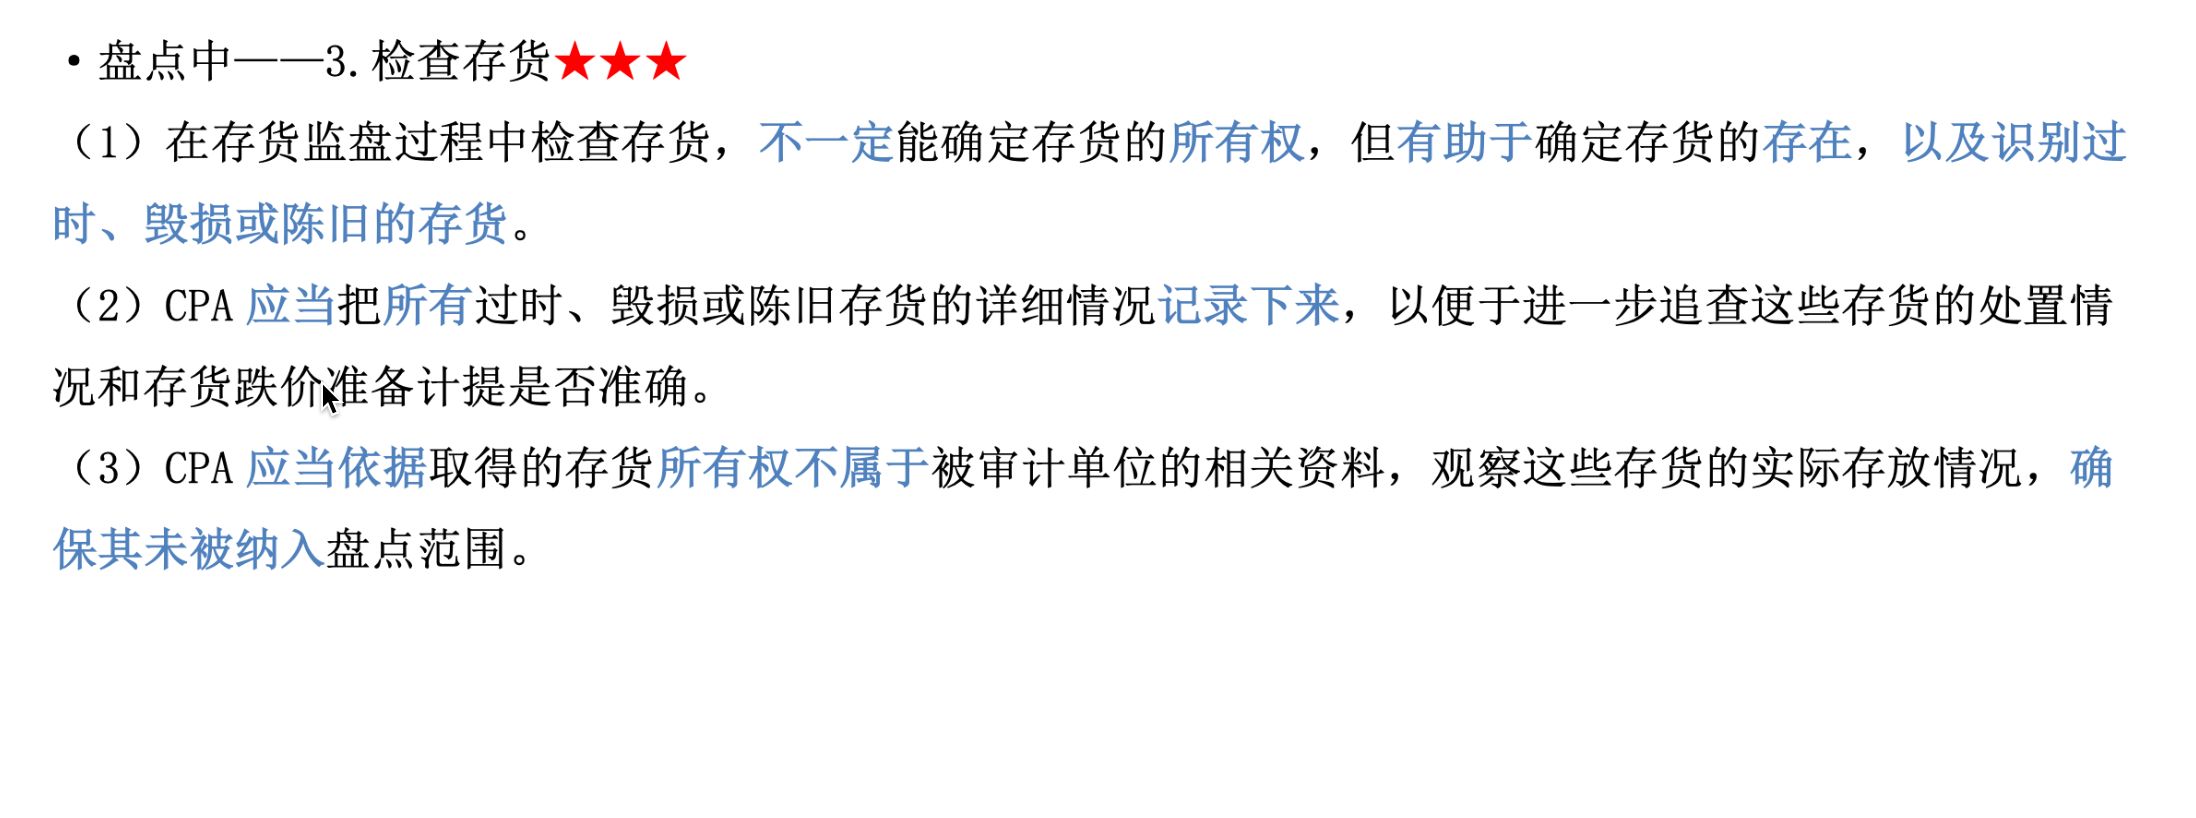 • 盘点中——3.检查存货★★★
（1）在存货监盘过程中检查存货，不一定能确定存货的所有权，但有助于确定存货的存在，以及识别过
时、毁损或陈旧的存货。
（2）CPA 应当把所有过时、毁损或陈旧存货的详细情况记录下来，以便于进一步追查这些存货的处置情
况和存货跌价准备计提是否准确。
（3）CPA 应当依据取得的存货所有权不属于被审计单位的相关资料，观察这些存货的实际存放情况，确
保其未被纳入盘点范围。